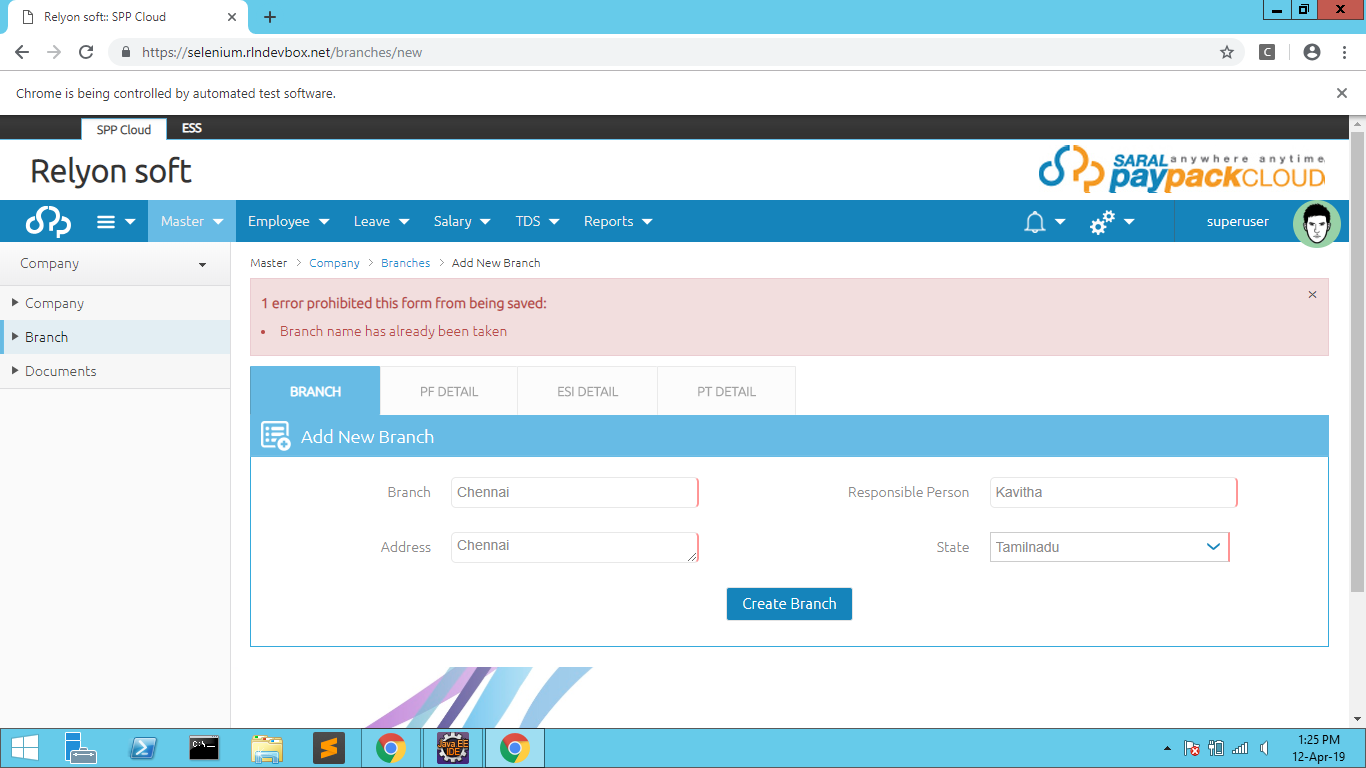 Relyon soft:: SPP Cloud
https://selenium.rlndevbox.net/branches/new
C
Chrome is being controlled by automated test software.
SPP Cloud ESS
Relyon soft
SARAL anywhere anytime
paypackCLOUD
Master Employee Leave Salary TDS Reports superuser
Company
Master > Company > Branches > Add New Branch
Company
Branch
Documents
1 error prohibited this form from being saved:
• Branch name has already been taken
BRANCH PF DETAIL ESI DETAIL PT DETAIL
Add New Branch
Branch Chennai Responsible Person Kavitha
Address Chennai State Tamilnadu
Create Branch
C:\
Java EE
IDE
1:25 PM
12-Apr-19